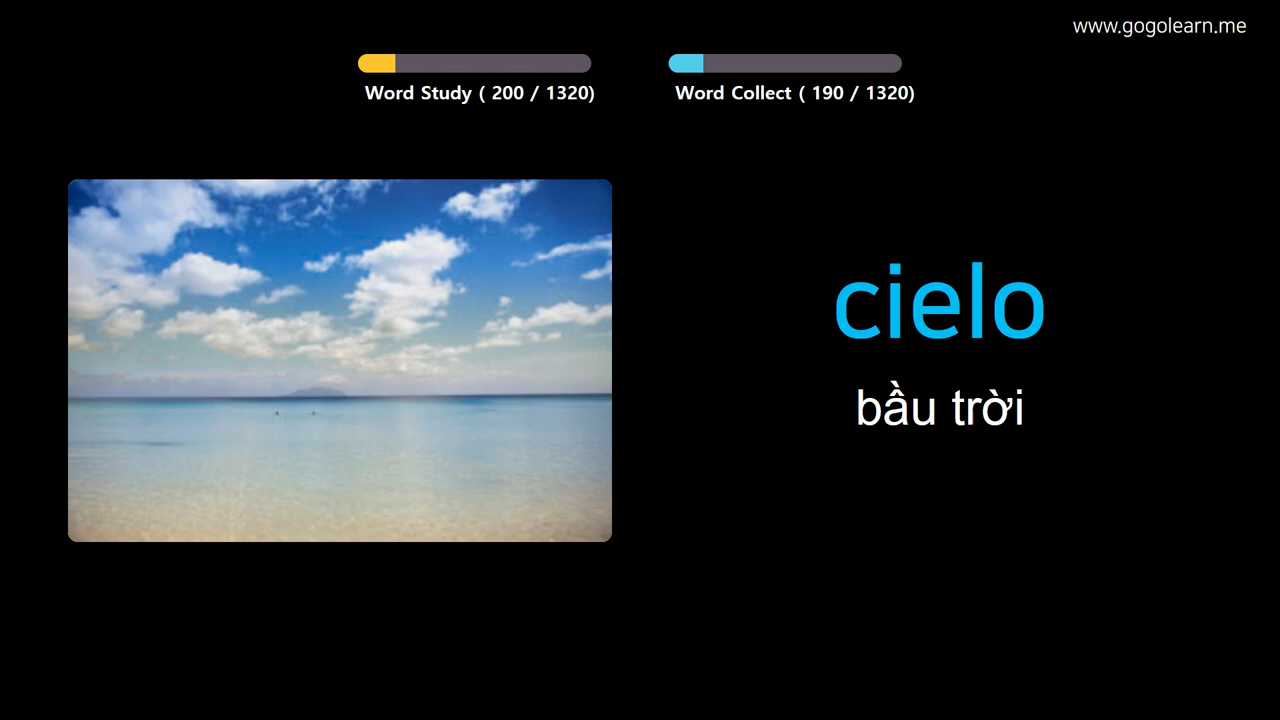 www.gogolearn.me
Word Study ( 200 / 1320)
Word Collect ( 190 / 1320)
cielo
bầu trời